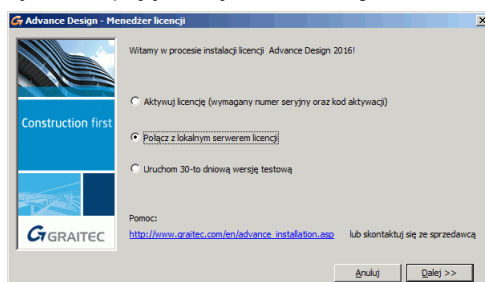 Advance Design - Menedżer licencji
Witamy w procesie instalacji licencji Advance Design 2016!
Aktywuj licencję (wymagany numer seryjny oraz kod aktywacji)
Construction first
Połącz z lokalnym serwerem licencji
Uruchom 30-to dniową wersję testową
Pomoc:
http://www.graitec.com/en/advance_installation.asp lub skontaktuj się ze sprzedawcą
GRAITEC
Anuluj Dalej >>